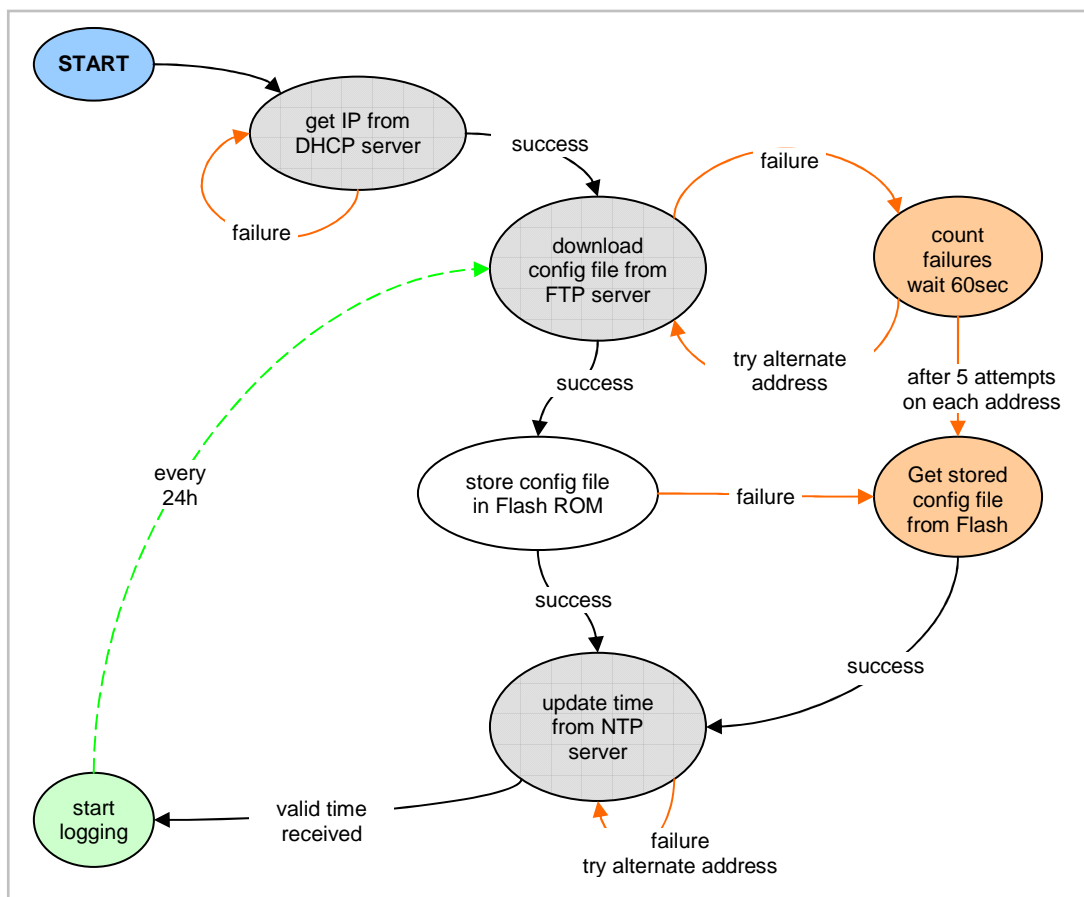 START
get IP from
DHCP server
success
failure
failure
download
config file from
FTP server
count
failures
wait 60sec
try alternate
address
success
after 5 attempts
on each address
every
24h
store config file
in Flash ROM
failure
Get stored
config file
from Flash
success
success
update time
from NTP
server
start
logging
valid time
received
failure
try alternate address